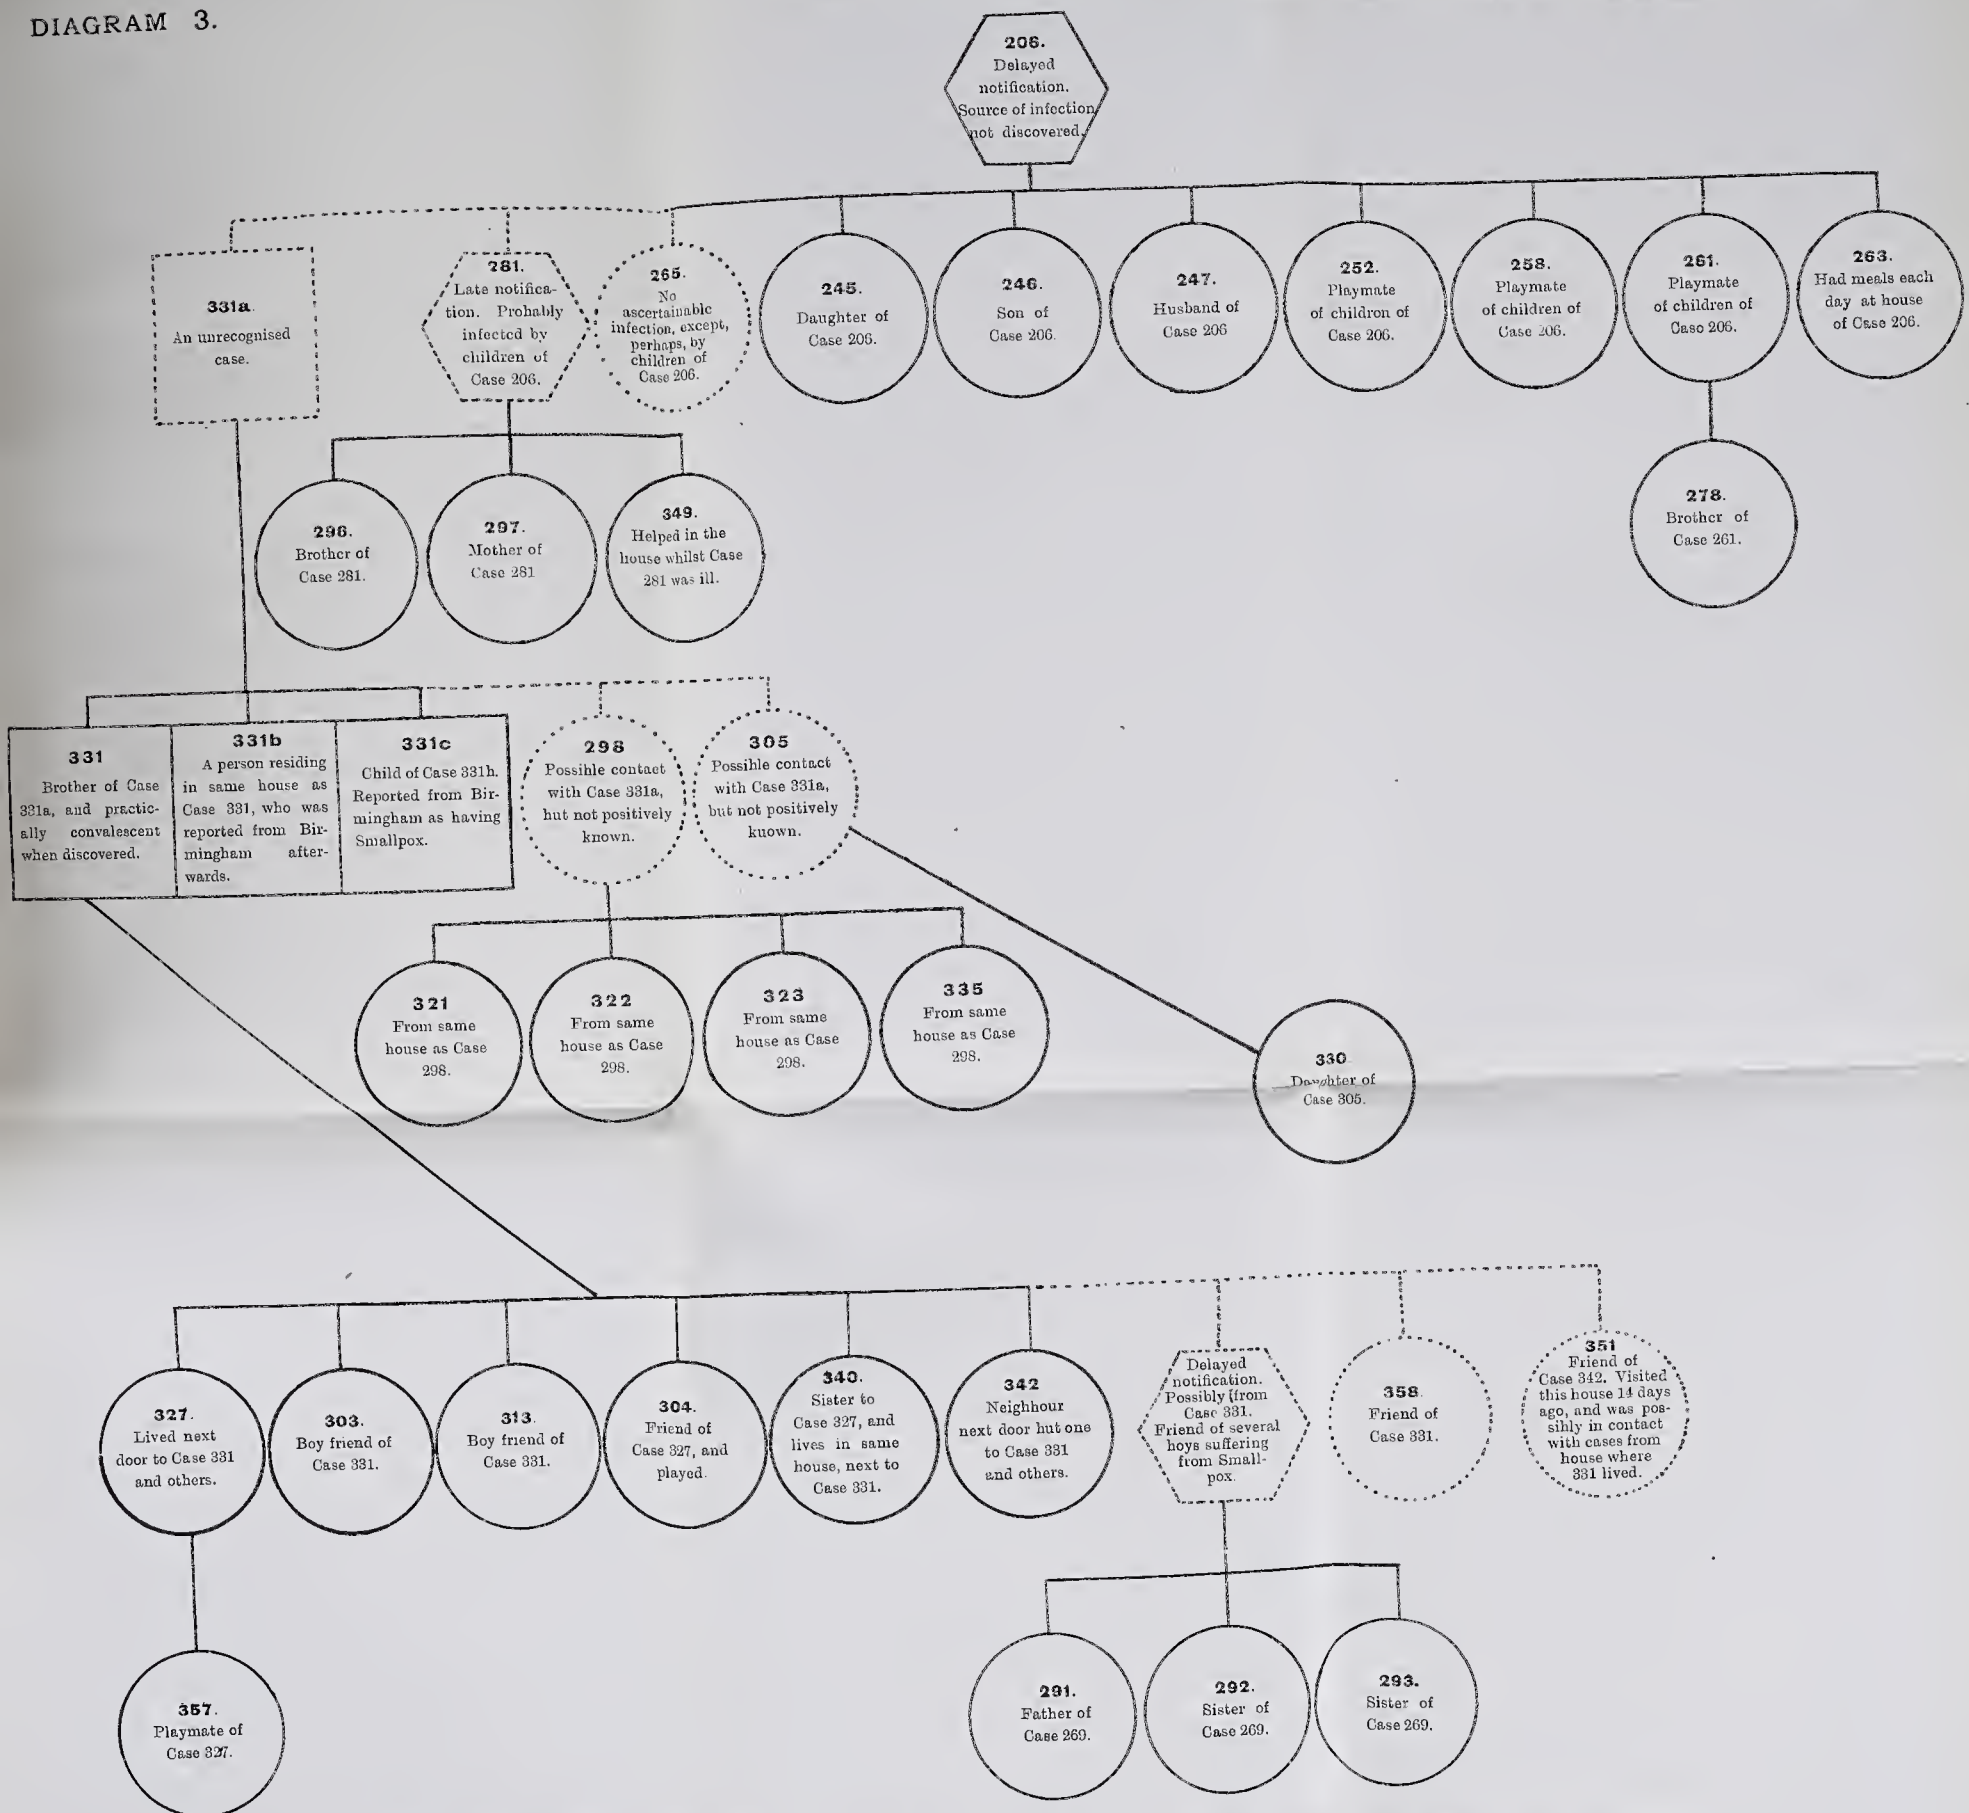 DIAGRAM 3.
206.
Delayed
notification.
Source of infection
not discovered.
331a.
An unrecognised
case.
281.
Late notifica-
tion. Probably
infected by
children of
Case 206.
265.
No
ascertainable
infection, except,
perhaps, by
children of
Case 206.
245.
Daughter of
Case 206.
246.
Son of
Case 206.
247.
Husband of
Case 206
252.
Playmate
of children of
Case 206.
258.
Playmate
of children of
Case 206.
261.
Playmate
of children of
Case 206.
263.
Had meals each
day at house
of Case 206.
296.
Brother of
Case 281.
297.
Mother of
Case 281
349.
Helped in the
house whilst Case
281 was ill.
278.
Brother of
Case 261.
331
Brother of Case
331a, and practic-
ally convalescent
when discovered.
331b
A person residing
in same house as
Case 331, who was
reported from Bir-
mingham after-
wards.
331c
Child of Case 331h.
Reported from Bir-
mingham as having
Smallpox.
298
Possible contact
with Case 331a,
hut not positively
known.
305
Possible contact
with Case 331a,
but not positively
kuown.
321
From same
house as Case
298.
322
From same
house as Case
298.
323
From same
house as Case
298.
335
From same
house as Case
298.
330
Daughter of
Case 305.
327.
Lived next
door to Case 331
and others.
303.
Boy friend of
Case 331.
313.
Boy friend of
Case 331.
304.
Friend of
Case 327, and
played.
340.
Sister to
Case 327, and
lives in same
house, next to
Case 331.
342
Neighhour
next door hut one
to Case 331
and others.
Delayed
notification.
Possibly (from
Case 331.
Friend of several
hoys suffering
from Small-
pox.
358.
Friend of
Case 331.
351
Friend of
Case 342. Visited
this house 14 days
ago, and was pos-
sibly in contact
with cases from
house where
331 lived.
357.
Playmate of
Case 327.
291.
Father of
Case 269.
292.
Sister of
Case 269.
293.
Sister of
Case 269.